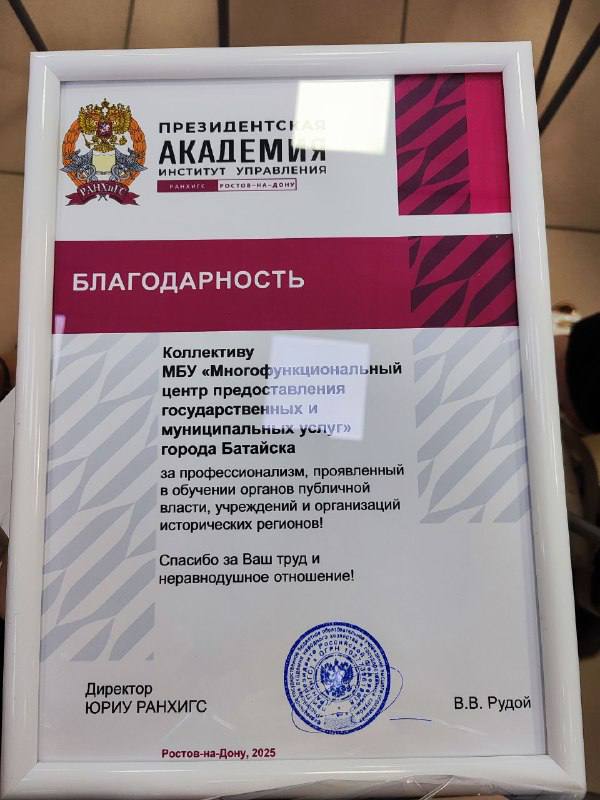 РАНХиГС
ПРЕЗИДЕНТСКАЯ
АКАДЕМИЯ
ИНСТИТУТ УПРАВЛЕНИЯ
РАНХИГС РОСТОВ-НА-ДОНУ
БЛАГОДАРНОСТЬ
Коллективу
МБУ «Многофункциональный
центр предоставления
государственных и
муниципальных услуг»
города Батайска
за профессионализм, проявленный
в обучении органов публичной
власти, учреждений и организаций
исторических регионов!
Спасибо за Ваш труд и
неравнодушное отношение!
Директор
ЮРИУ РАНХИГС
В.В. Рудой
Ростов-на-Дону, 2025